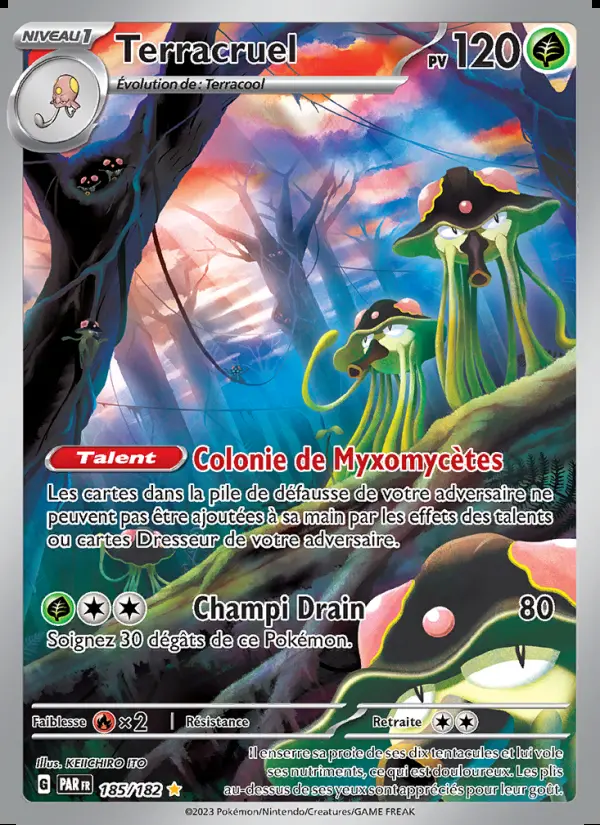 NIVEAU 1
Terracruel
PV 120
Évolution de : Terracool
Talent Colonie de Myxomycètes
Les cartes dans la pile de défausse de votre adversaire ne
peuvent pas être ajoutées à sa main par les effets des talents
ou cartes Dresseur de votre adversaire.
Champi Drain 80
Soignez 30 dégâts de ce Pokémon.
Faiblesse ×2 Résistance Retraite
Illus. KEIICHIRO ITO
Il enserre sa proie de ses dix tentacules et lui vole
ses nutriments, ce qui est douloureux. Les plis
au-dessus de ses yeux sont appréciés pour leur goût.
G PAR FR 185/182
©2023 Pokémon/Nintendo/Creatures/GAME FREAK